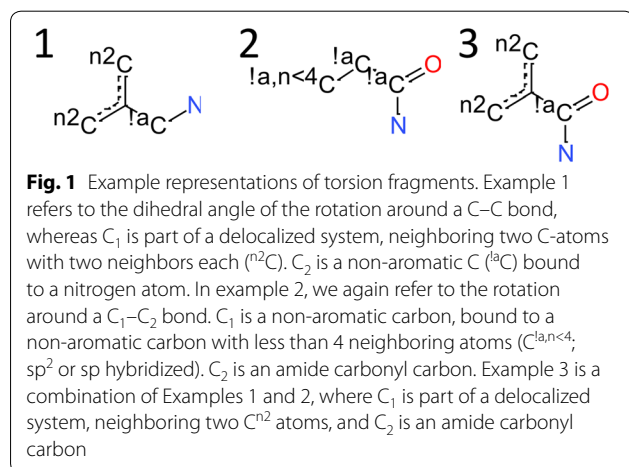 1 2 3
n2C n2C !aC N
!a,n<4C !aC !aC O N
n2C n2C !aC O N
Fig. 1 Example representations of torsion fragments. Example 1
refers to the dihedral angle of the rotation around a C–C bond,
whereas C₁ is part of a delocalized system, neighboring two C-atoms
with two neighbors each (ⁿ²C). C₂ is a non-aromatic C (^!aC) bound
to a nitrogen atom. In example 2, we again refer to the rotation
around a C₁–C₂ bond. C₁ is a non-aromatic carbon, bound to a
non-aromatic carbon with less than 4 neighboring atoms (C^!a,n<4;
sp² or sp hybridized). C₂ is an amide carbonyl carbon. Example 3 is a
combination of Examples 1 and 2, where C₁ is part of a delocalized
system, neighboring two Cⁿ² atoms, and C₂ is an amide carbonyl
carbon